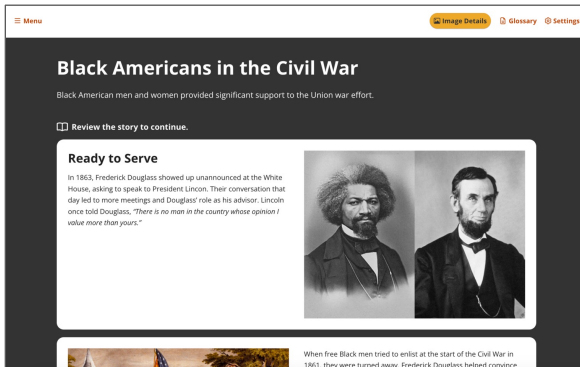 Menu
Image Details
Glossary
Settings
Black Americans in the Civil War
Black American men and women provided significant support to the Union war effort.
Review the story to continue.
Ready to Serve
In 1863, Frederick Douglass showed up unannounced at the White
House, asking to speak to President Lincon. Their conversation that
day led to more meetings and Douglass' role as his advisor. Lincoln
once told Douglass, "There is no man in the country whose opinion I
value more than yours."
When free Black men tried to enlist at the start of the Civil War in
1861, they were turned away. Frederick Douglass helped convince